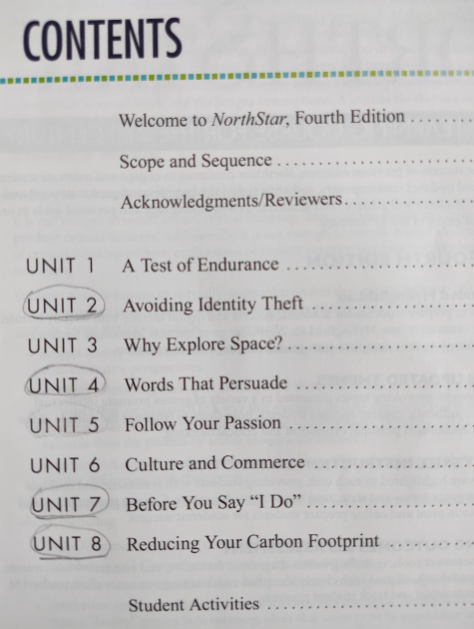 CONTENTS
Welcome to NorthStar, Fourth Edition ..........
Scope and Sequence ..........
Acknowledgments/Reviewers ..........
UNIT 1 A Test of Endurance ..........
UNIT 2 Avoiding Identity Theft ..........
UNIT 3 Why Explore Space? ..........
UNIT 4 Words That Persuade ..........
UNIT 5 Follow Your Passion ..........
UNIT 6 Culture and Commerce ..........
UNIT 7 Before You Say “I Do” ..........
UNIT 8 Reducing Your Carbon Footprint ..........
Student Activities ..........